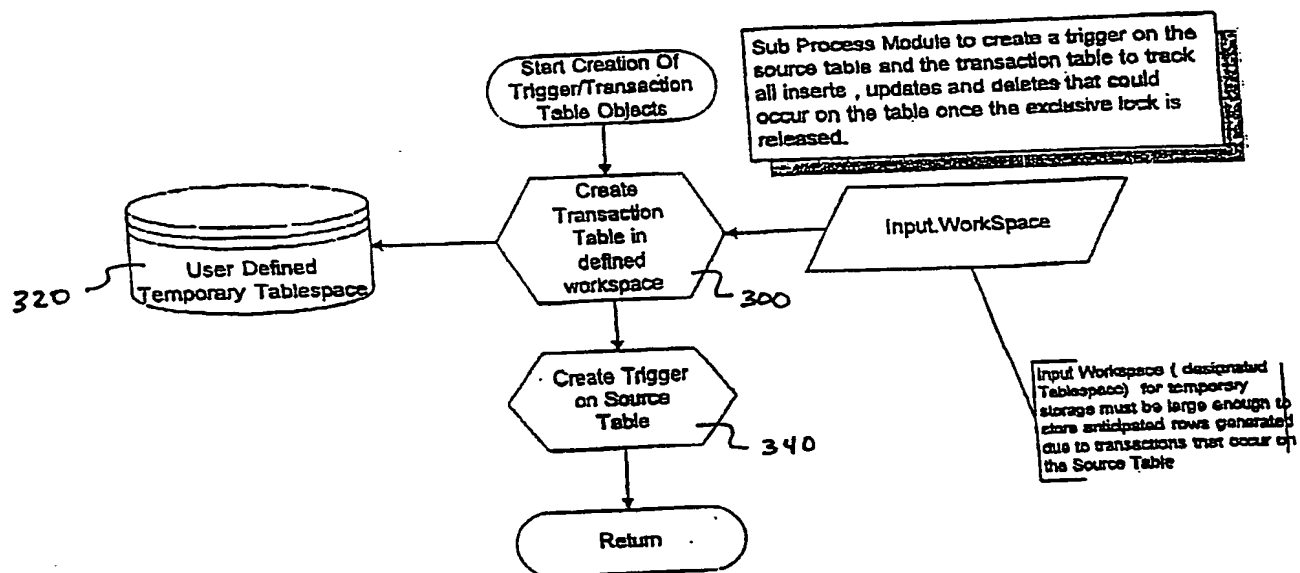 Start Creation Of
Trigger/Transaction
Table Objects
Sub Process Module to create a trigger on the
source table and the transaction table to track
all inserts , updates and deletes that could
occur on the table once the exclusive lock is
released.
Create
Transaction
Table in
defined
workspace
300
Input.WorkSpace
User Defined
Temporary Tablespace
320
Create Trigger
on Source
Table
340
Input Workspace ( designated
Tablespace) for temporary
storage must be large enough to
store anticipated rows generated
due to transactions that occur on
the Source Table
Return